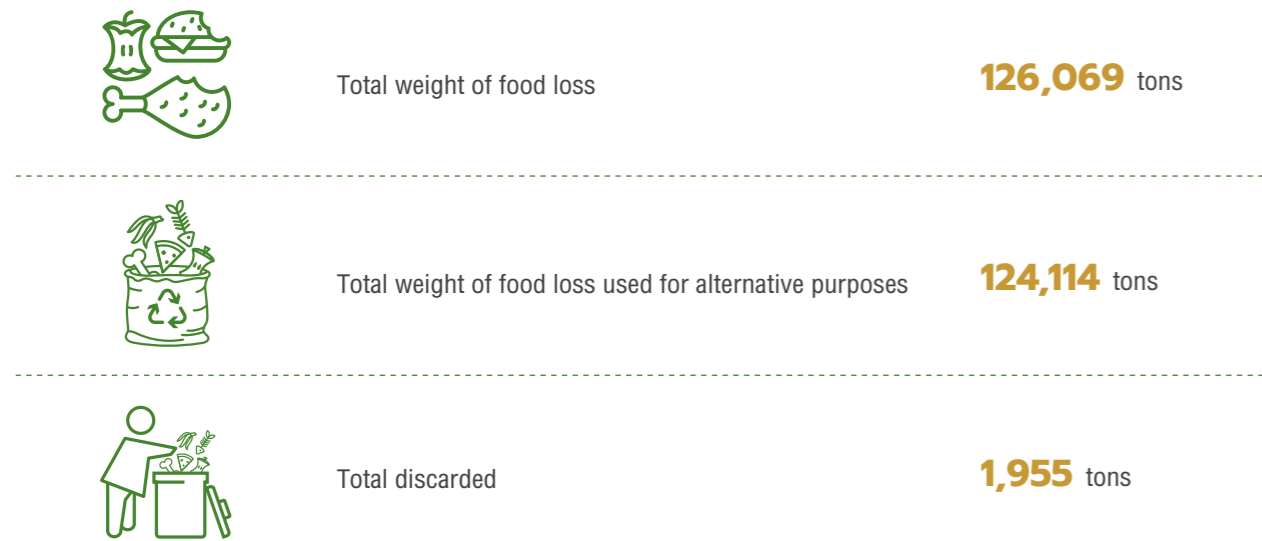 Total weight of food loss 126,069 tons
Total weight of food loss used for alternative purposes 124,114 tons
Total discarded 1,955 tons